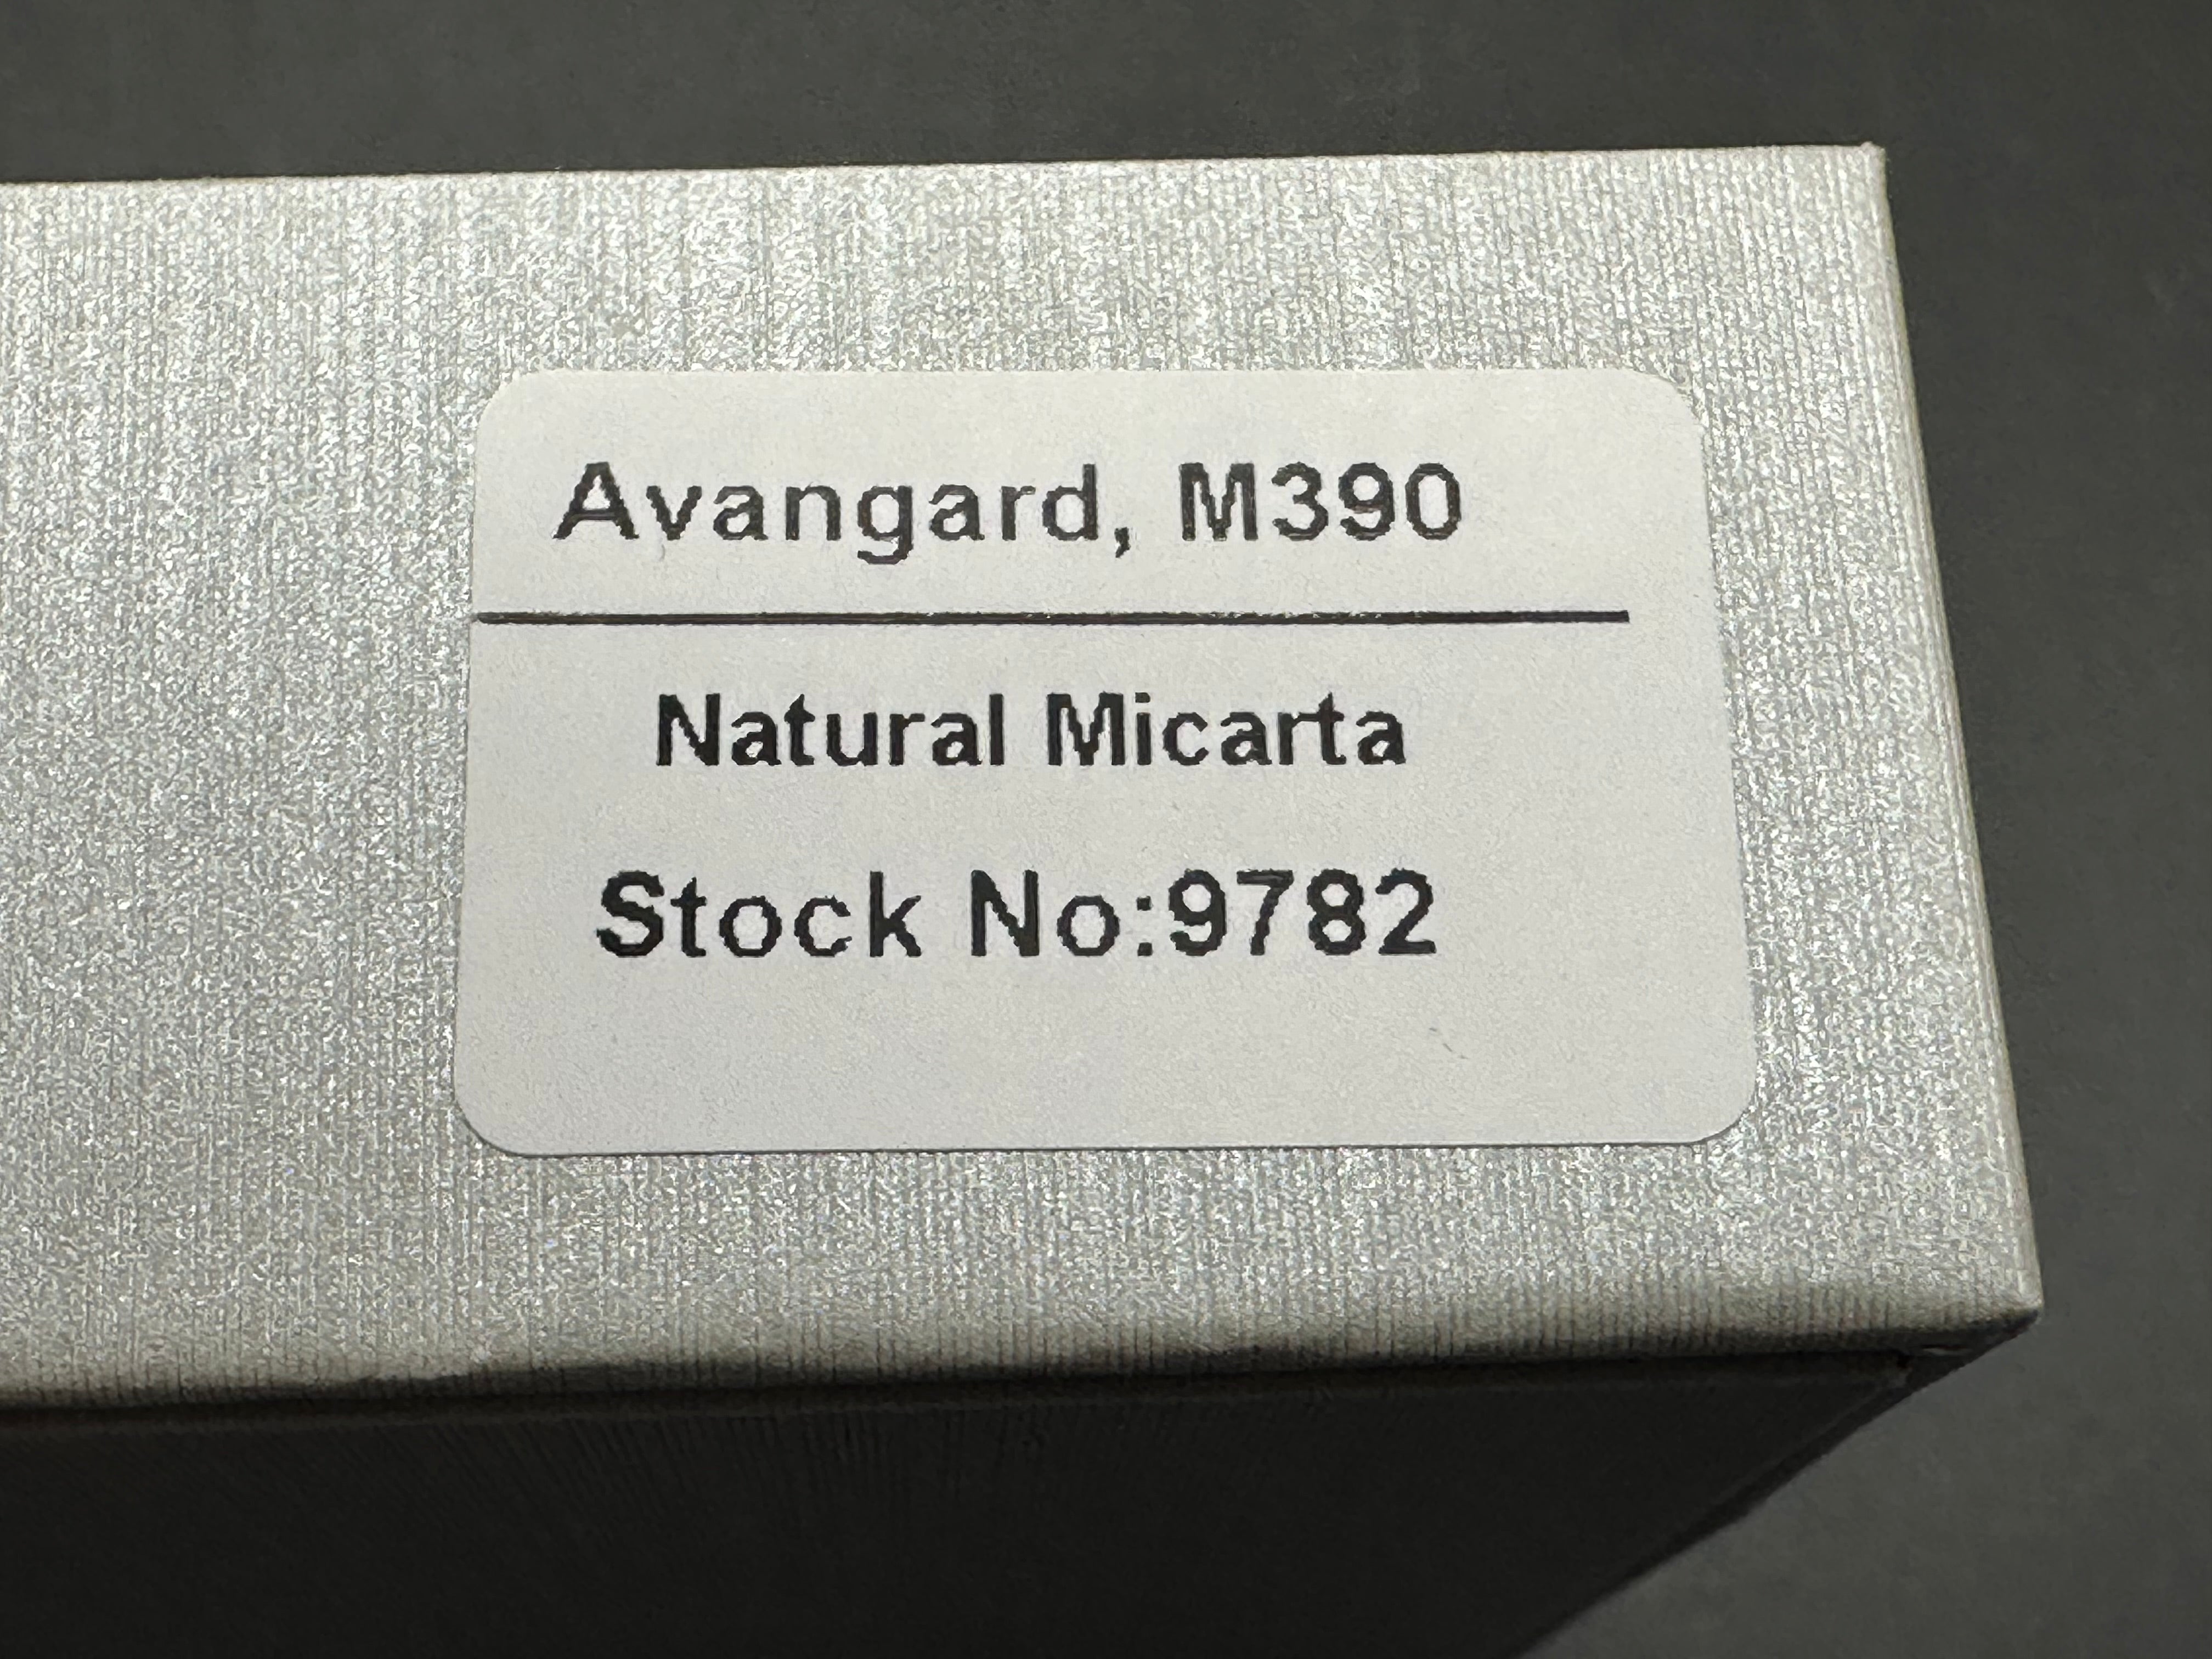 Avangard, M390
Natural Micarta
Stock No:9782